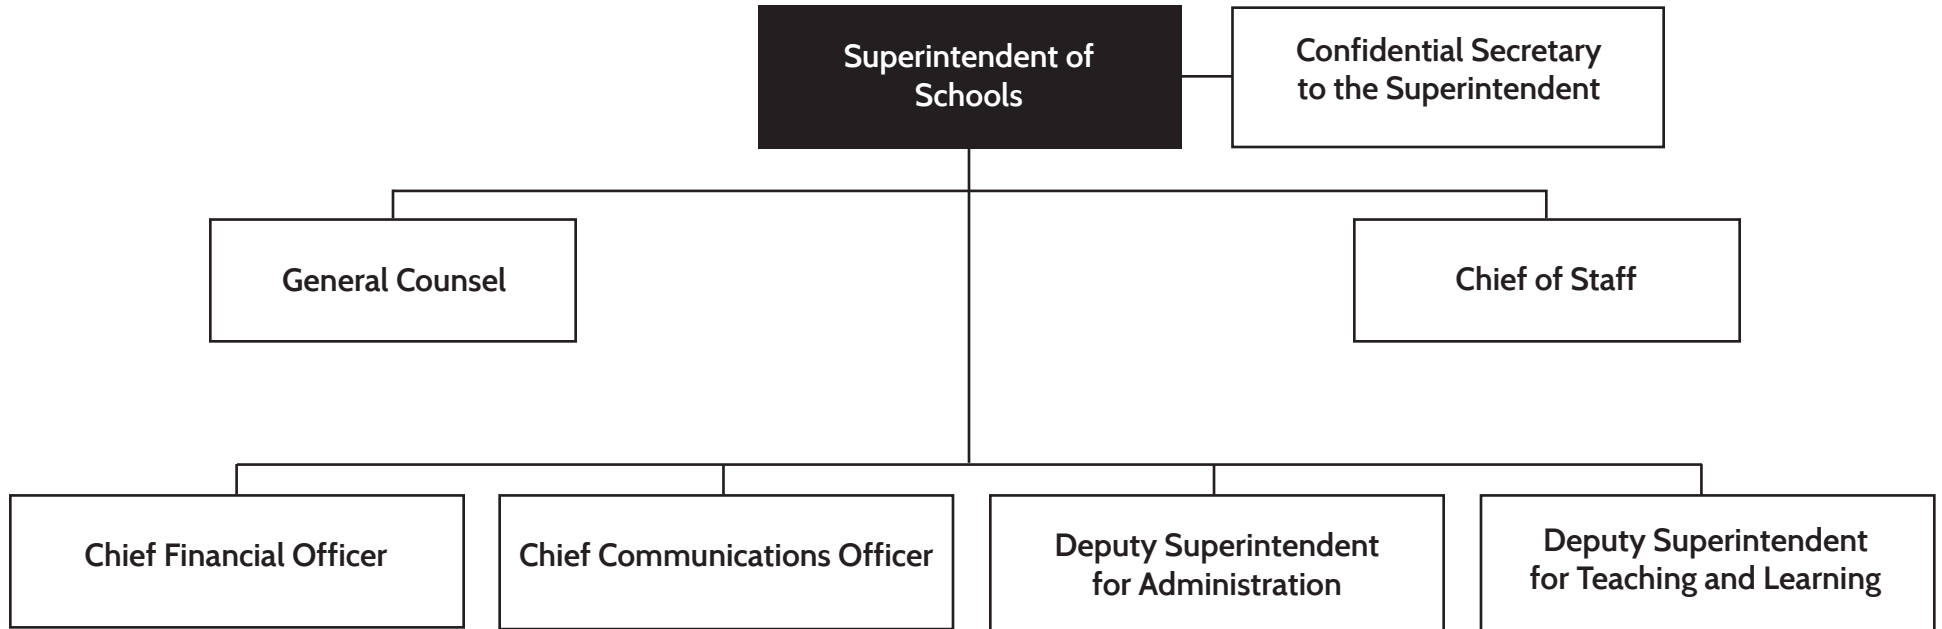 Superintendent of
Schools
Confidential Secretary
to the Superintendent
General Counsel
Chief of Staff
Chief Financial Officer
Chief Communications Officer
Deputy Superintendent
for Administration
Deputy Superintendent
for Teaching and Learning